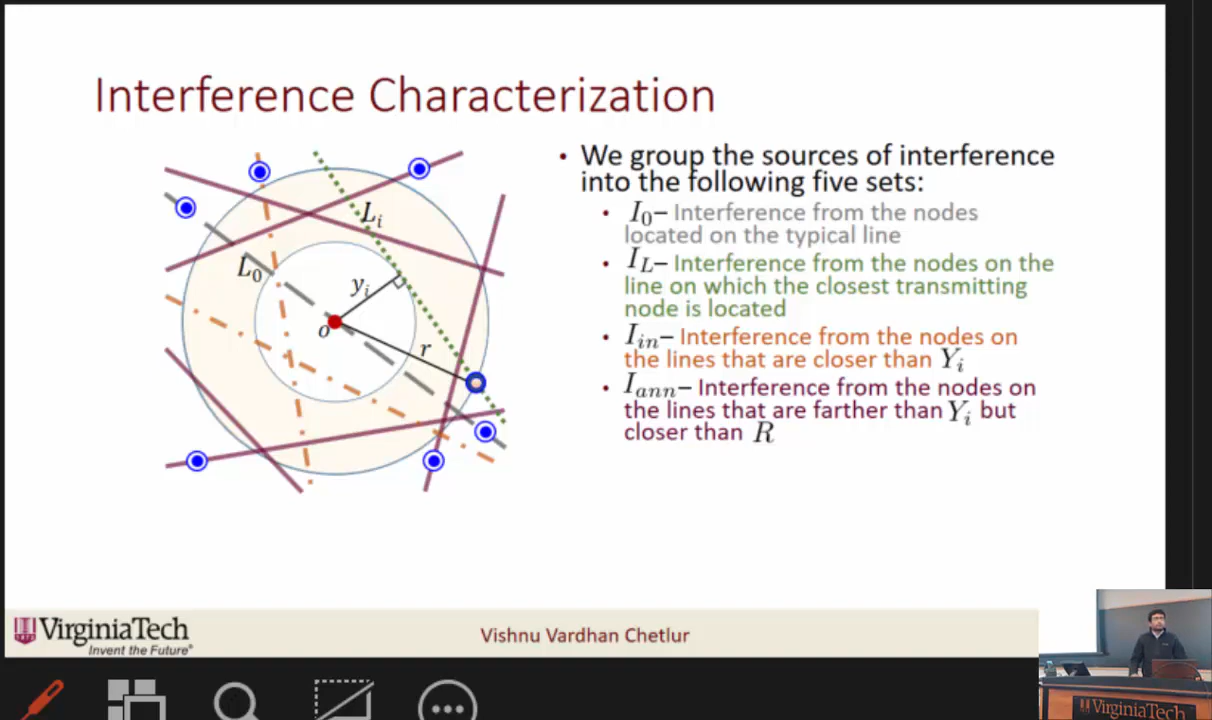 Interference Characterization
• We group the sources of interference
into the following five sets:
• I₀– Interference from the nodes
located on the typical line
• I_L– Interference from the nodes on the
line on which the closest transmitting
node is located
• I_in– Interference from the nodes on
the lines that are closer than Y_i
• I_ann– Interference from the nodes on
the lines that are farther than Y_i but
closer than R
L_i
L₀
y_i
o
r
VirginiaTech
Invent the Future®
Vishnu Vardhan Chetlur
VirginiaTech